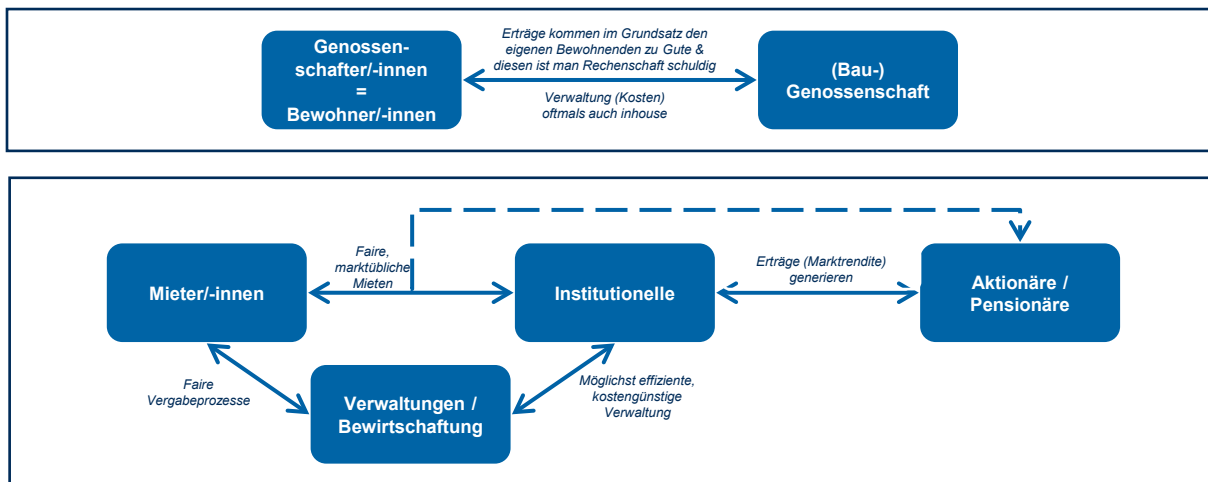 Genossen-
schafter/-innen
=
Bewohner/-innen
Erträge kommen im Grundsatz den
eigenen Bewohnenden zu Gute &
diesen ist man Rechenschaft schuldig
Verwaltung (Kosten)
oftmals auch inhouse
(Bau-)
Genossenschaft
Mieter/-innen
Faire,
marktübliche
Mieten
Institutionelle
Erträge (Marktrendite)
generieren
Aktionäre /
Pensionäre
Faire
Vergabeprozesse
Verwaltungen /
Bewirtschaftung
Möglichst effiziente,
kostengünstige
Verwaltung